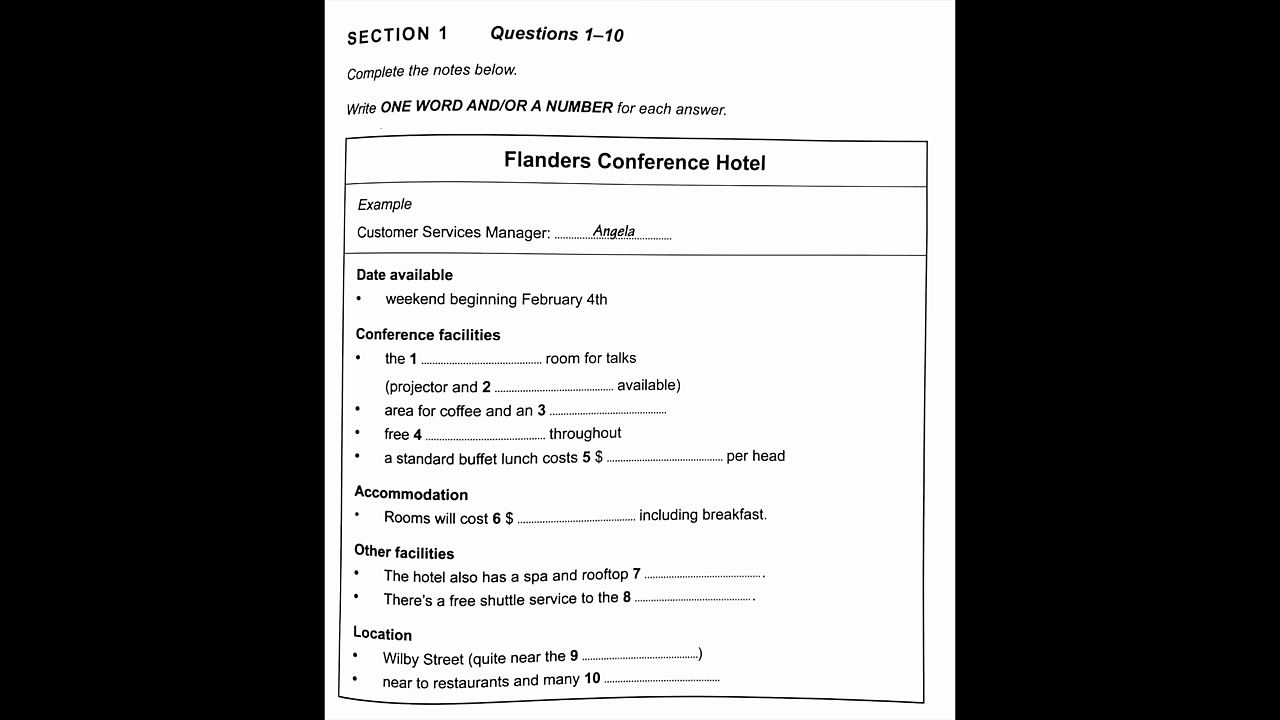 SECTION 1 Questions 1–10
Complete the notes below.
Write ONE WORD AND/OR A NUMBER for each answer.
Flanders Conference Hotel
Example
Customer Services Manager: ..............Angela..............
Date available
• weekend beginning February 4th
Conference facilities
• the 1 .............................. room for talks
(projector and 2 .............................. available)
• area for coffee and an 3 ..............................
• free 4 .............................. throughout
• a standard buffet lunch costs 5 $ .............................. per head
Accommodation
• Rooms will cost 6 $ .............................. including breakfast.
Other facilities
• The hotel also has a spa and rooftop 7 .............................. .
• There's a free shuttle service to the 8 .............................. .
Location
• Wilby Street (quite near the 9 ..............................)
• near to restaurants and many 10 ..............................